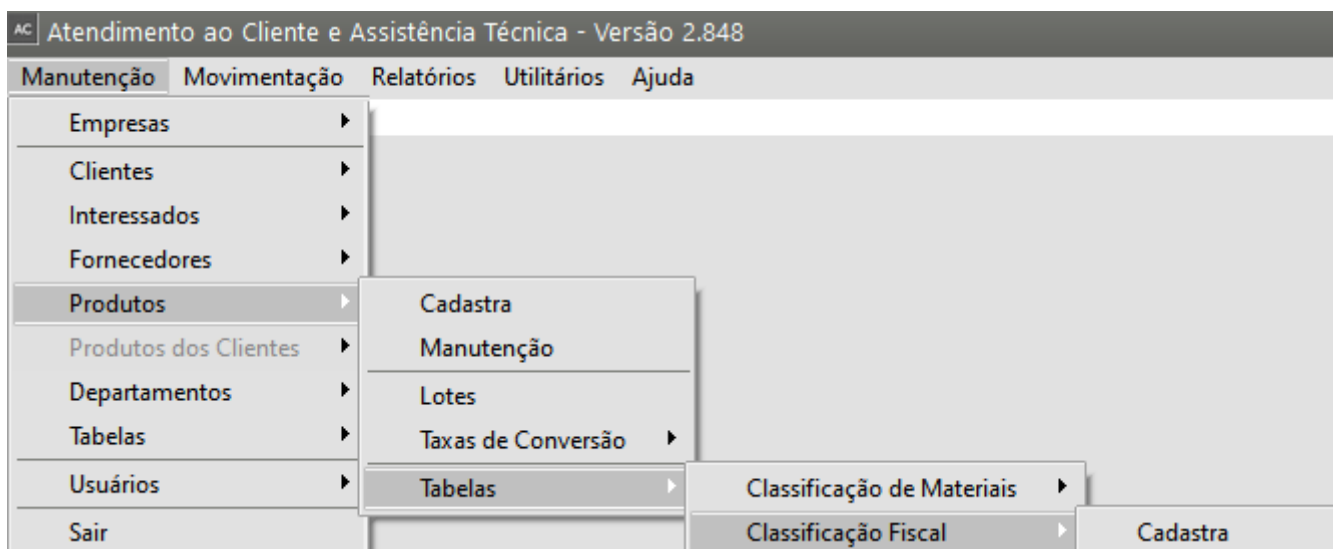 AC Atendimento ao Cliente e Assistência Técnica - Versão 2.848
Manutenção Movimentação Relatórios Utilitários Ajuda
Empresas
Clientes
Interessados
Fornecedores
Produtos
Produtos dos Clientes
Departamentos
Tabelas
Usuários
Sair
Cadastra
Manutenção
Lotes
Taxas de Conversão
Tabelas
Classificação de Materiais
Classificação Fiscal
Cadastra